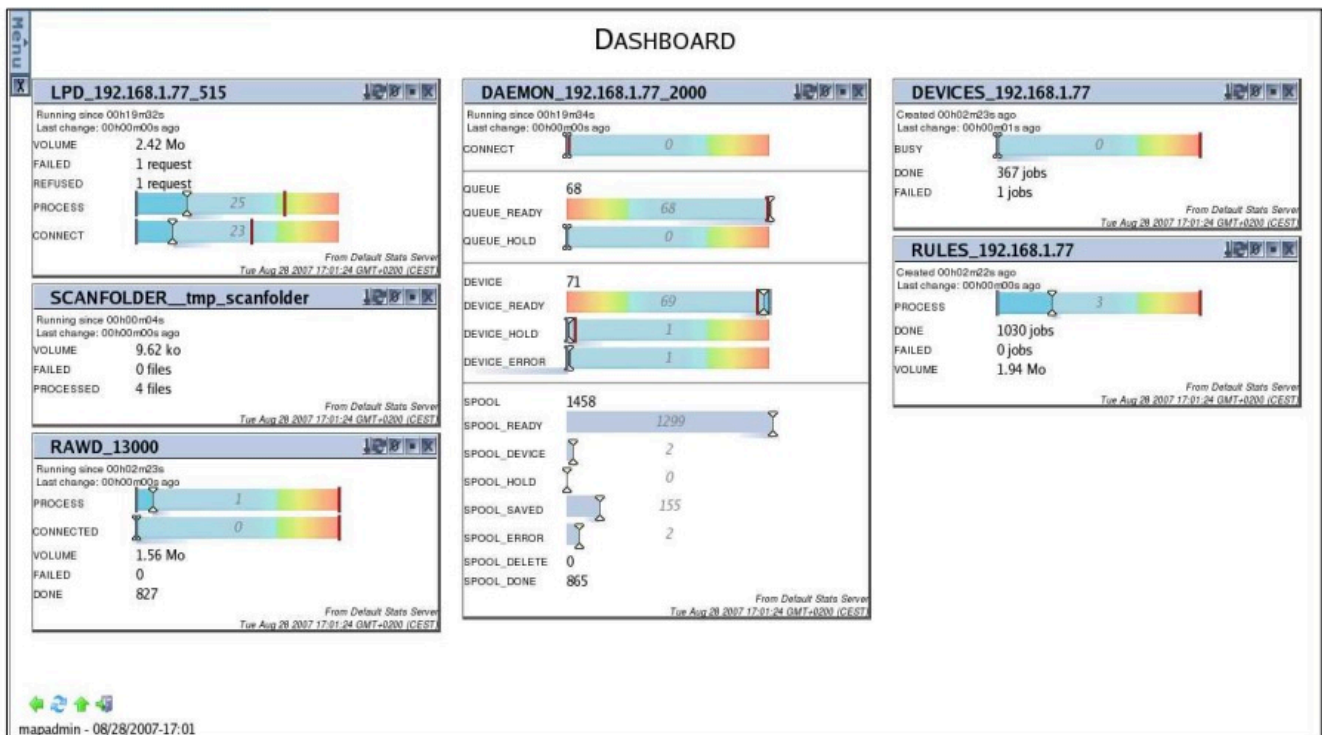 Menu
X
DASHBOARD
LPD_192.168.1.77_515
Running since 00h19m32s
Last change: 00h00m00s ago
VOLUME 2.42 Mo
FAILED 1 request
REFUSED 1 request
PROCESS 25
CONNECT 23
From Default Stats Server
Tue Aug 28 2007 17:01:24 GMT+0200 (CEST)
SCANFOLDER__tmp_scanfolder
Running since 00h00m04s
Last change: 00h00m00s ago
VOLUME 9.62 ko
FAILED 0 files
PROCESSED 4 files
From Default Stats Server
Tue Aug 28 2007 17:01:24 GMT+0200 (CEST)
RAWD_13000
Running since 00h02m23s
Last change: 00h00m00s ago
PROCESS 1
CONNECTED 0
VOLUME 1.56 Mo
FAILED 0
DONE 827
From Default Stats Server
Tue Aug 28 2007 17:01:24 GMT+0200 (CEST)
DAEMON_192.168.1.77_2000
Running since 00h19m34s
Last change: 00h00m00s ago
CONNECT 0
QUEUE 68
QUEUE_READY 68
QUEUE_HOLD 0
DEVICE 71
DEVICE_READY 69
DEVICE_HOLD 1
DEVICE_ERROR 1
SPOOL 1458
SPOOL_READY 1299
SPOOL_DEVICE 2
SPOOL_HOLD 0
SPOOL_SAVED 155
SPOOL_ERROR 2
SPOOL_DELETE 0
SPOOL_DONE 865
From Default Stats Server
Tue Aug 28 2007 17:01:24 GMT+0200 (CEST)
DEVICES_192.168.1.77
Created 00h02m23s ago
Last change: 00h00m01s ago
BUSY 0
DONE 367 jobs
FAILED 1 jobs
From Default Stats Server
Tue Aug 28 2007 17:01:24 GMT+0200 (CEST)
RULES_192.168.1.77
Created 00h02m22s ago
Last change: 00h00m00s ago
PROCESS 3
DONE 1030 jobs
FAILED 0 jobs
VOLUME 1.94 Mo
From Default Stats Server
Tue Aug 28 2007 17:01:24 GMT+0200 (CEST)
mapadmin - 08/28/2007-17:01